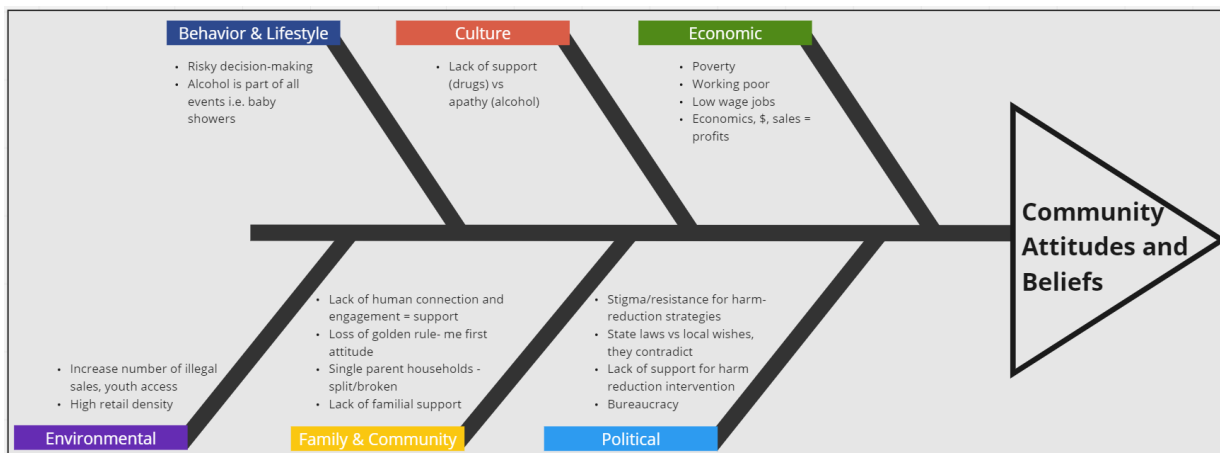 Behavior & Lifestyle
• Risky decision-making
• Alcohol is part of all
events i.e. baby
showers
Culture
• Lack of support
(drugs) vs
apathy (alcohol)
Economic
• Poverty
• Working poor
• Low wage jobs
• Economics, $, sales =
profits
Community
Attitudes and
Beliefs
• Increase number of illegal
sales, youth access
• High retail density
Environmental
• Lack of human connection and
engagement = support
• Loss of golden rule- me first
attitude
• Single parent households -
split/broken
• Lack of familial support
Family & Community
• Stigma/resistance for harm-
reduction strategies
• State laws vs local wishes,
they contradict
• Lack of support for harm
reduction intervention
• Bureaucracy
Political